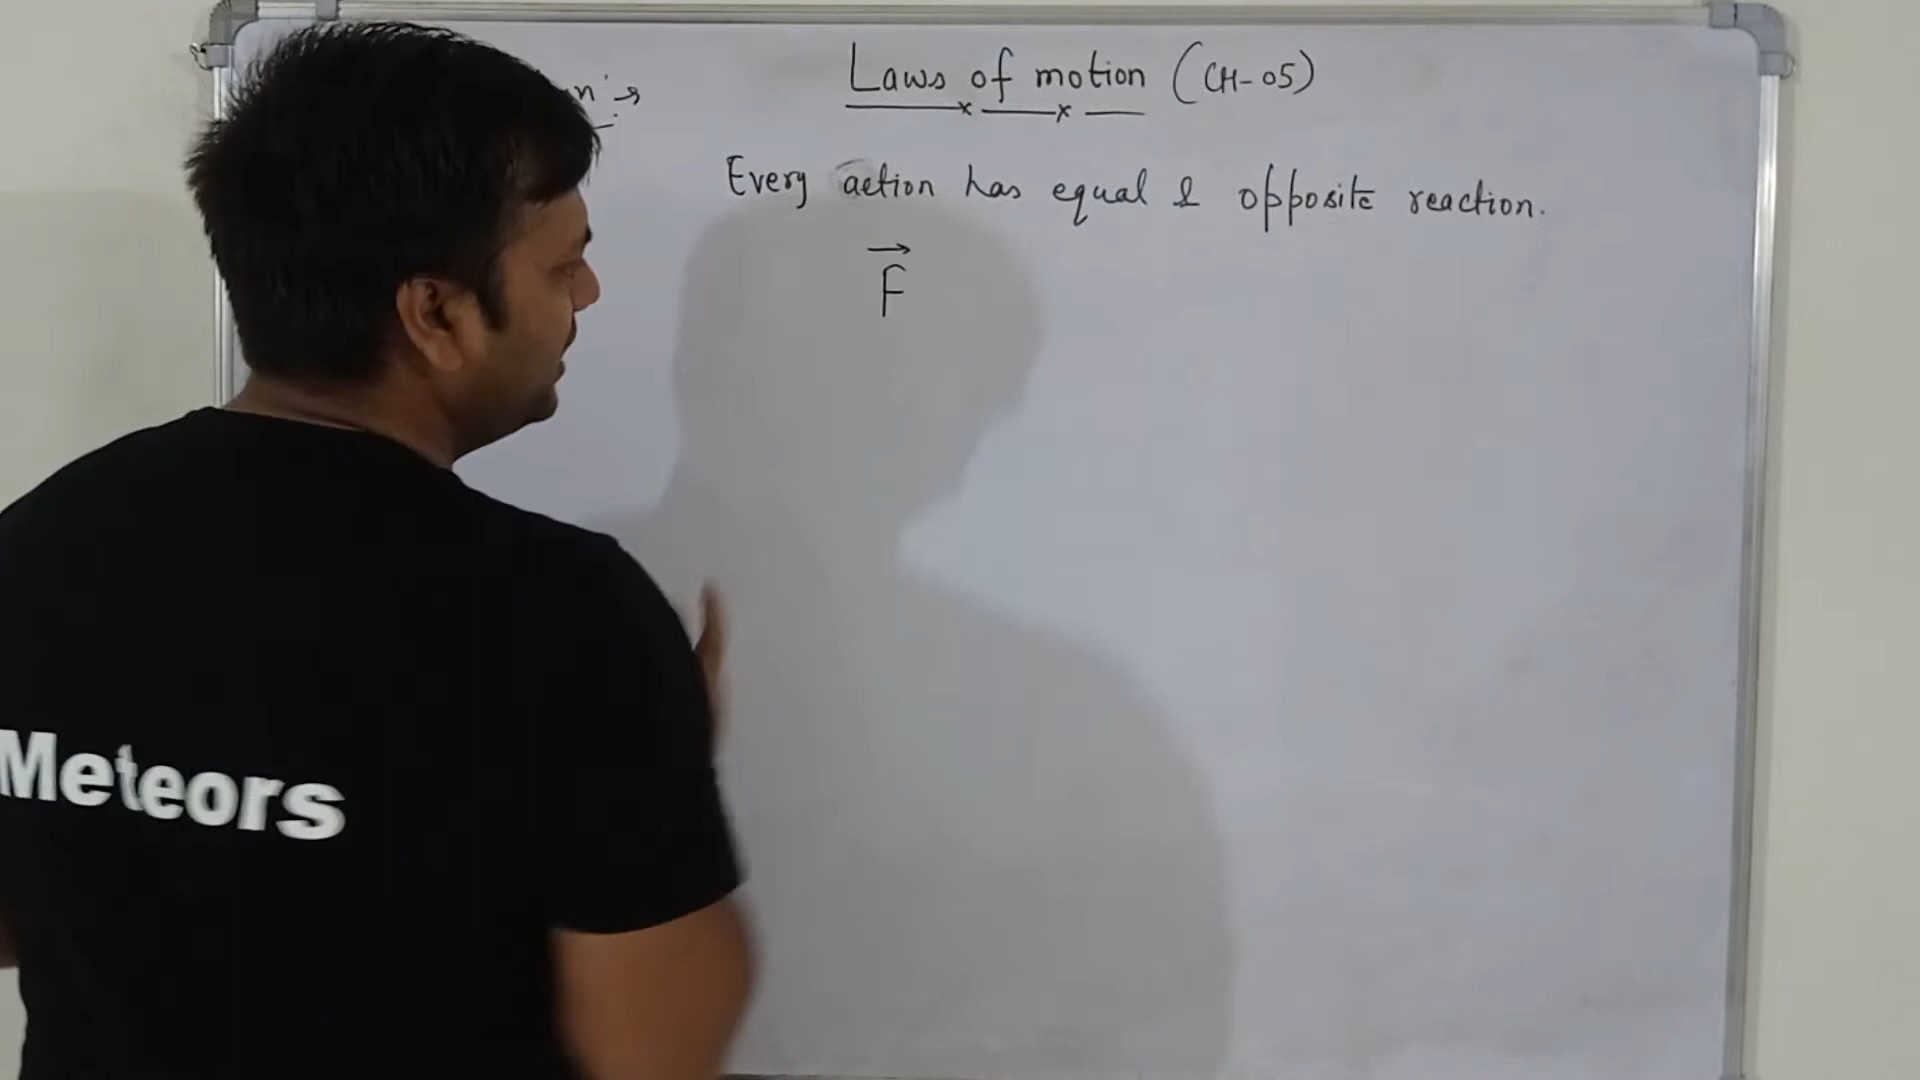 Laws of motion (CH-05)
Every action has equal & opposite reaction.
F
Meteors